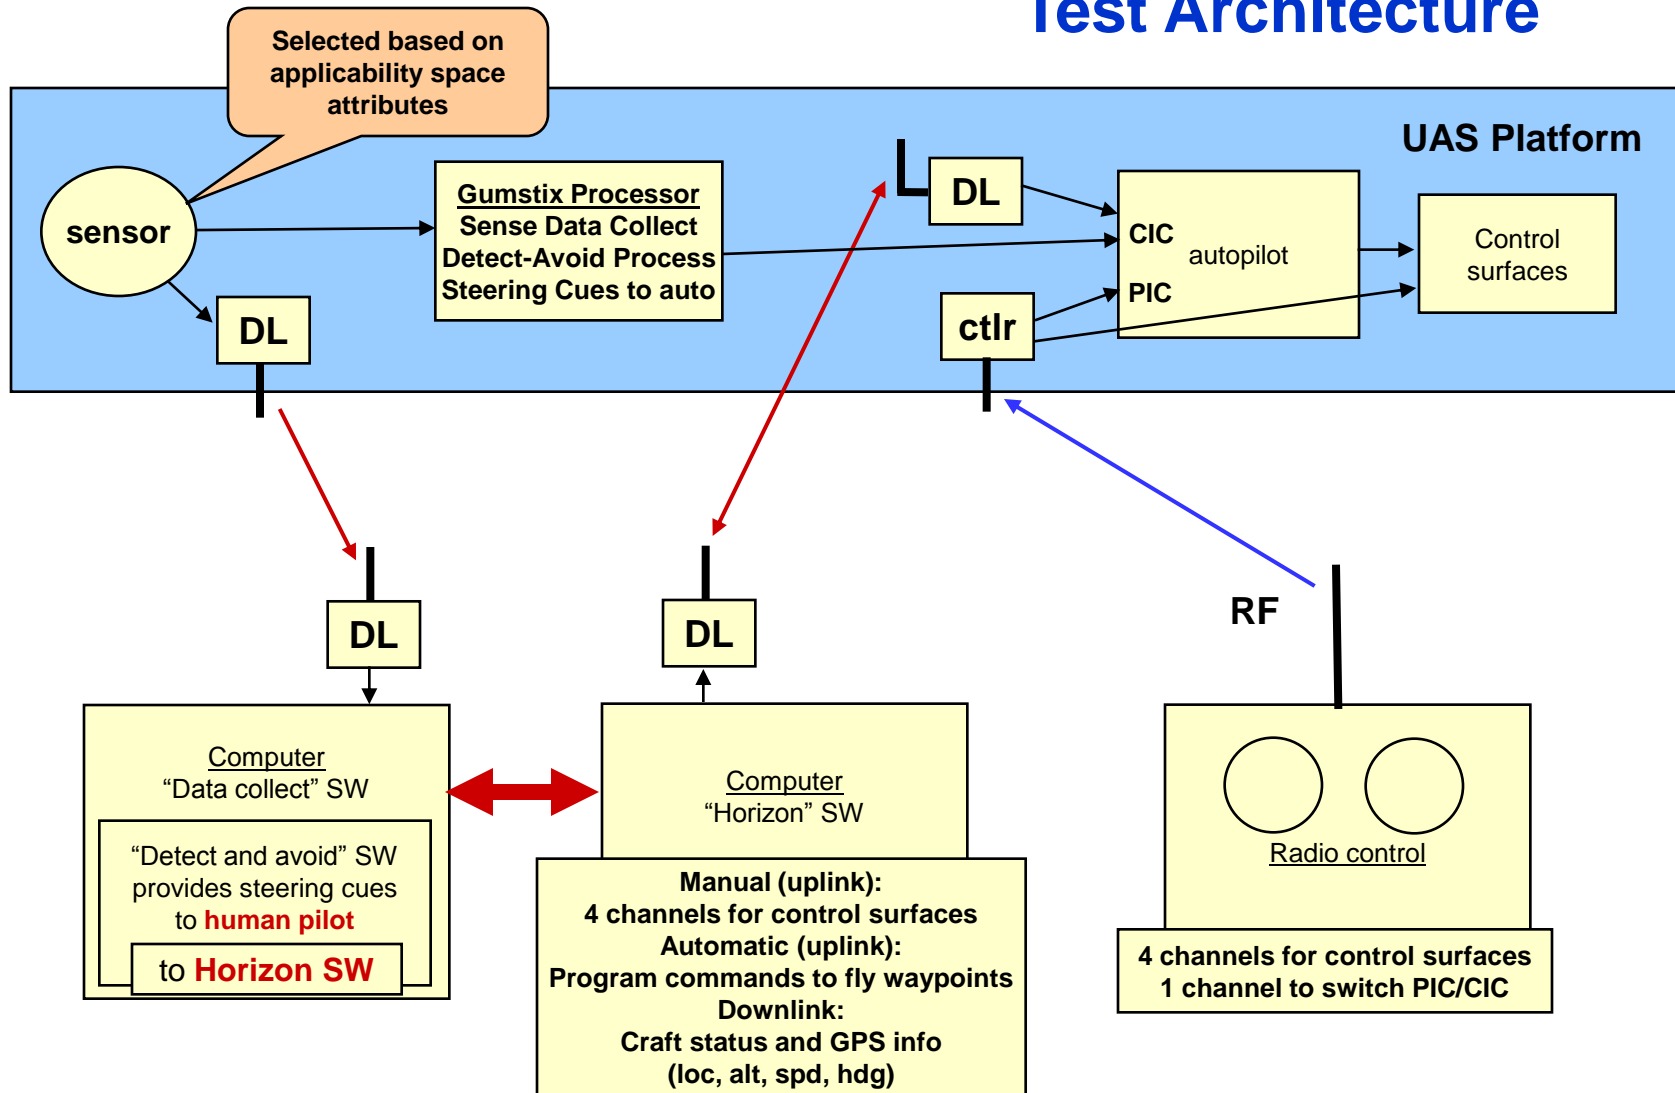 Test Architecture
Selected based on
applicability space
attributes
UAS Platform
sensor
Gumstix Processor
Sense Data Collect
Detect-Avoid Process
Steering Cues to auto
DL
DL
CIC
autopilot
PIC
Control
surfaces
ctlr
DL
DL
RF
Computer
“Data collect” SW
“Detect and avoid” SW
provides steering cues
to human pilot
to Horizon SW
Computer
“Horizon” SW
Manual (uplink):
4 channels for control surfaces
Automatic (uplink):
Program commands to fly waypoints
Downlink:
Craft status and GPS info
(loc, alt, spd, hdg)
Radio control
4 channels for control surfaces
1 channel to switch PIC/CIC